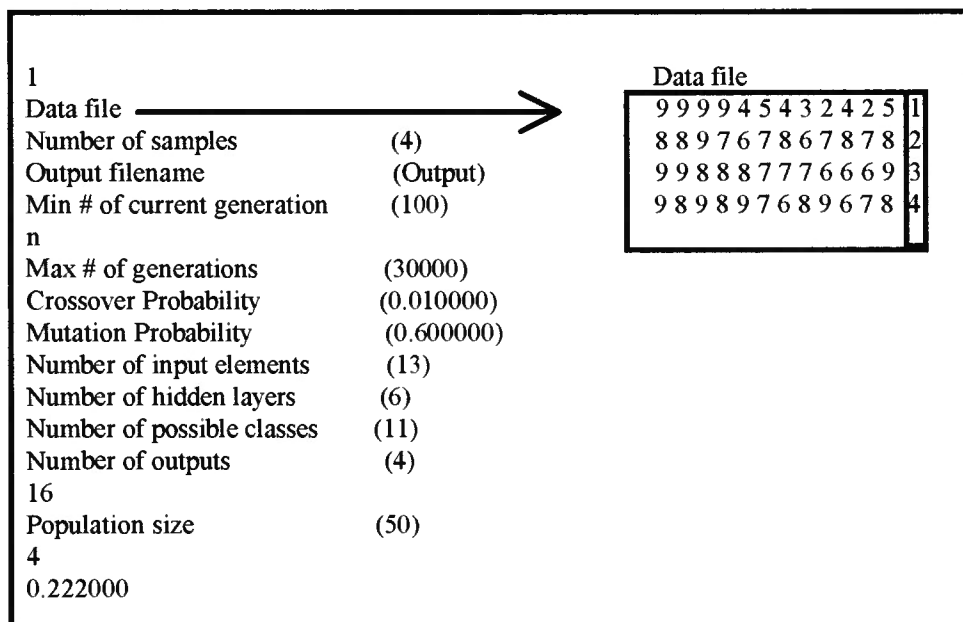 1
Data file
Number of samples (4)
Output filename (Output)
Min # of current generation (100)
n
Max # of generations (30000)
Crossover Probability (0.010000)
Mutation Probability (0.600000)
Number of input elements (13)
Number of hidden layers (6)
Number of possible classes (11)
Number of outputs (4)
16
Population size (50)
4
0.222000
Data file
9 9 9 9 4 5 4 3 2 4 2 5 1
8 8 9 7 6 7 8 6 7 8 7 8 2
9 9 8 8 8 7 7 7 6 6 6 9 3
9 8 9 8 9 7 6 8 9 6 7 8 4